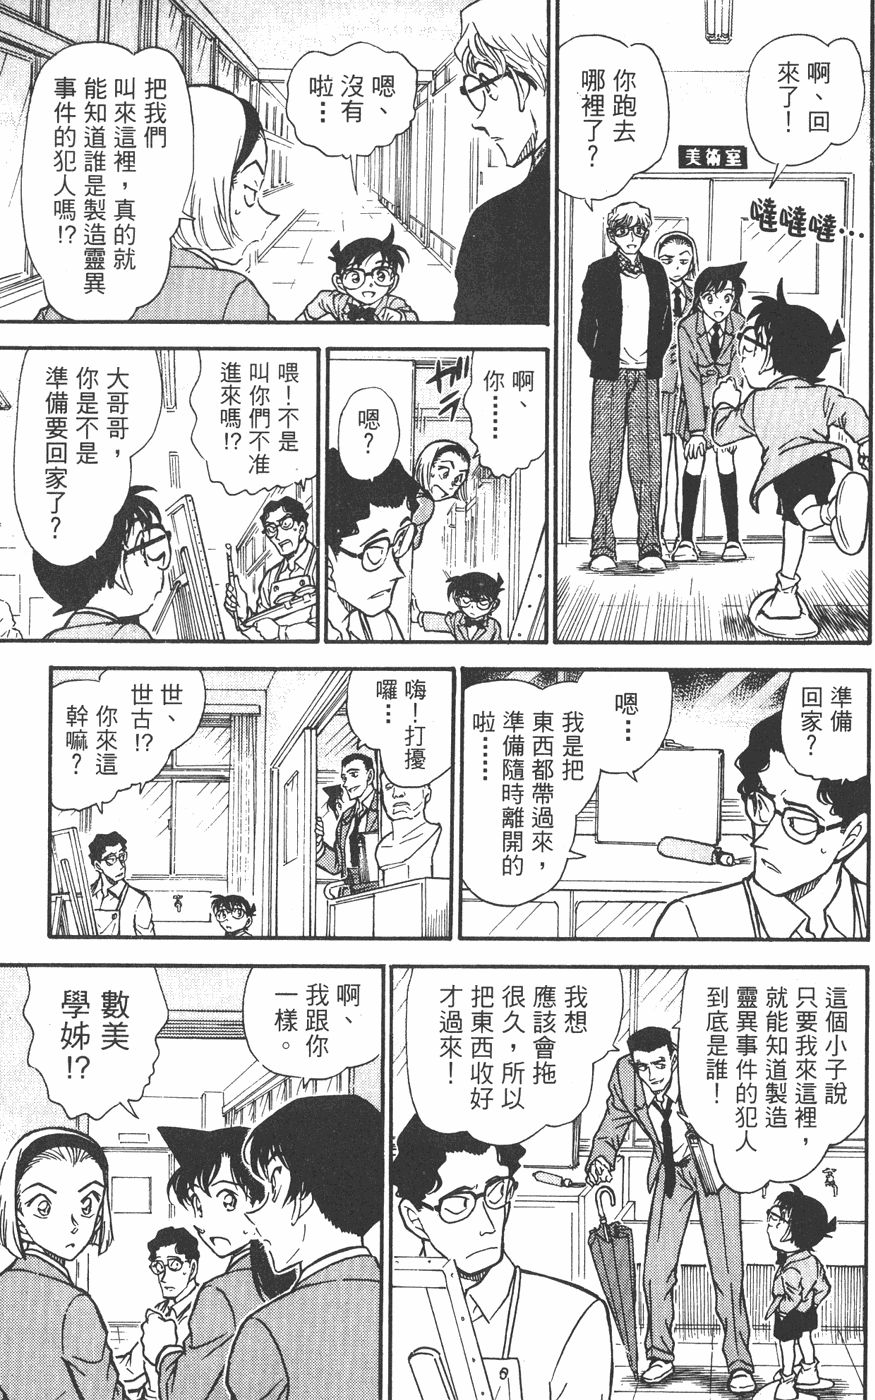 啊、回
來了！
你跑去
哪裡了？
美術室
噠噠噠…
嗯、
沒有
啦…
把我們
叫來這裡，真的就
能知道誰是製造靈異
事件的犯人嗎!?
啊、
你……
嗯？
喂！不是
叫你們不准
進來嗎!?
大哥哥，
你是不是
準備要回家了？
準備
回家？
嗯…
我是把
東西都帶過來，
準備隨時離開的
啦……
嗨！打擾
囉…
世、
世古!?
你來這
幹嘛？
這個小子說
只要我來這裡，
就能知道製造
靈異事件的犯人
到底是誰！
我想
應該會拖
很久，所以
把東西收好
才過來！
啊、
我跟你
一樣。
數美
學姊!?